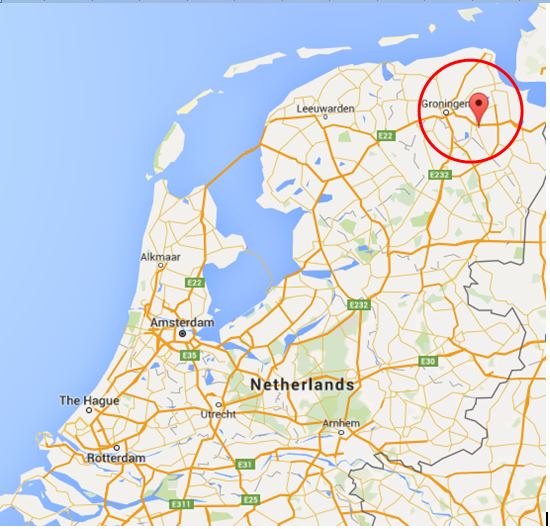 Leeuwarden
Groningen
E22
E232
Alkmaar
E22
E232
Amsterdam
E35
E30
Netherlands
The Hague
Utrecht
Arnhem
Rotterdam
E31
E311
E25